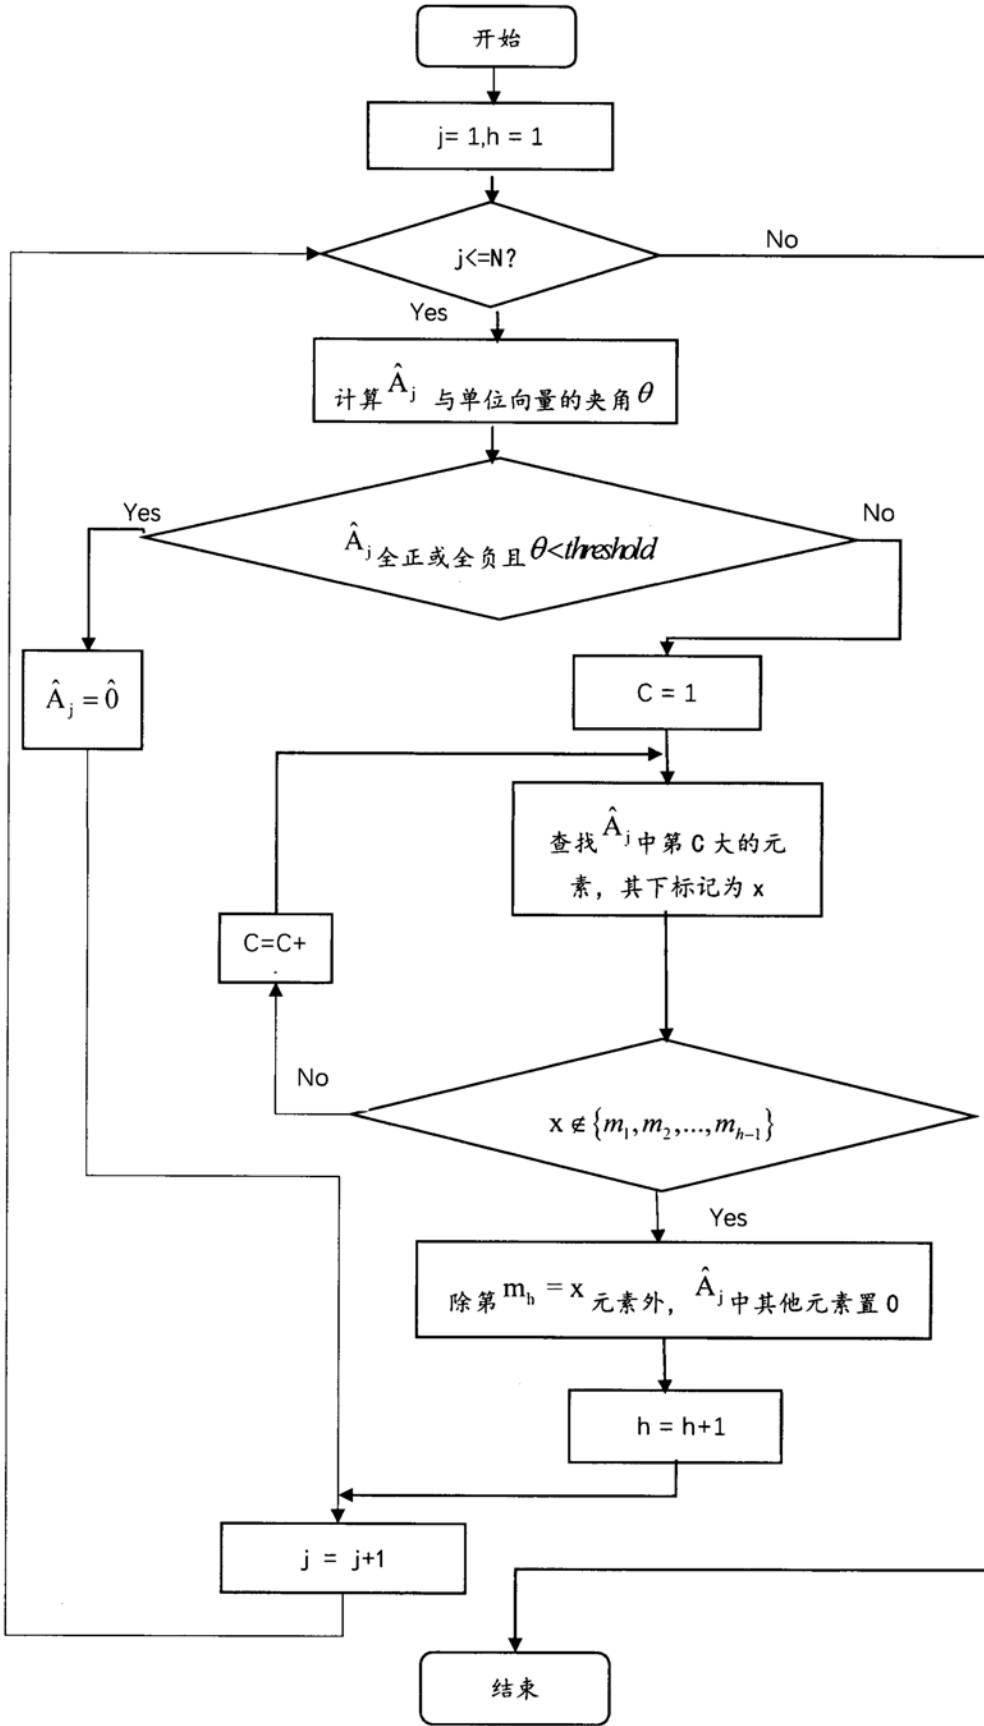 开始
j= 1,h = 1
j<=N?
No
Yes
计算 Â_j 与单位向量的夹角 θ
Yes
No
Â_j 全正或全负且 θ<threshold
Â_j = 0̂
C = 1
查找 Â_j 中第 C 大的元
素，其下标记为 x
C=C+
No
x ∉ {m_1, m_2, ..., m_{h-1}}
Yes
除第 m_h = x 元素外，Â_j 中其他元素置 0
h = h+1
j = j+1
结束